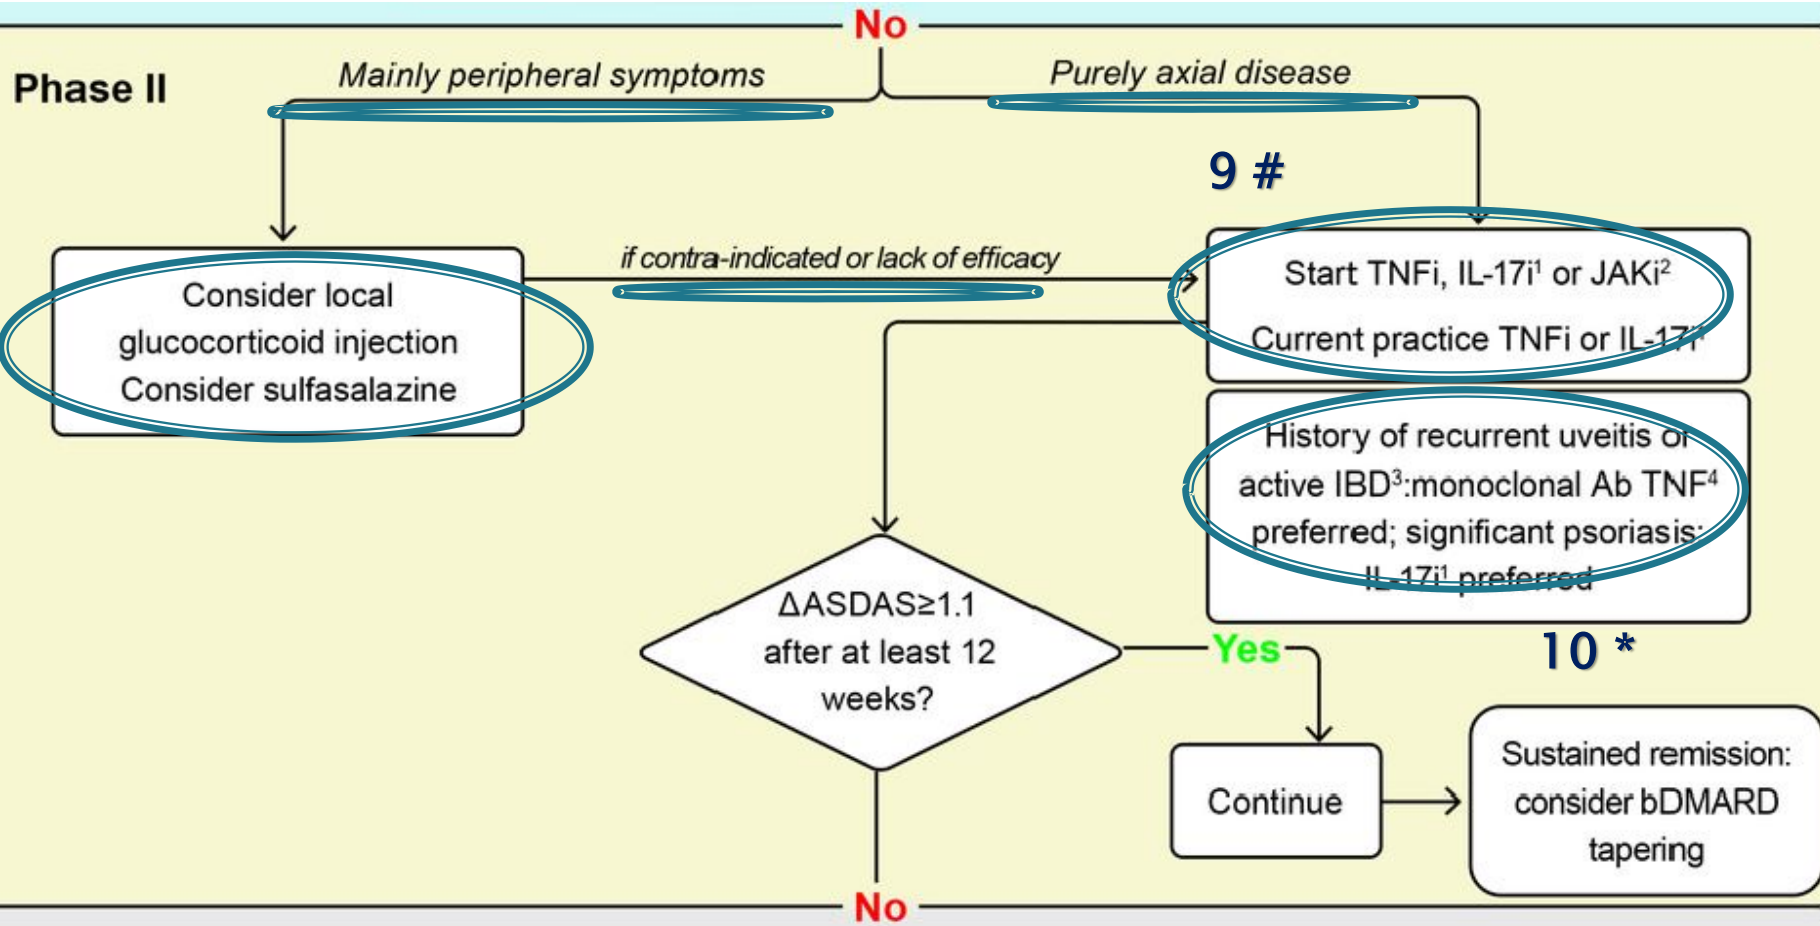 No
Phase II
Mainly peripheral symptoms
Purely axial disease
9 #
if contra-indicated or lack of efficacy
Consider local
glucocorticoid injection
Consider sulfasalazine
Start TNFi, IL-17i¹ or JAKi²
Current practice TNFi or IL-17i¹
History of recurrent uveitis or
active IBD³:monoclonal Ab TNF⁴
preferred; significant psoriasis:
IL-17i¹ preferred
10 *
ΔASDAS≥1.1
after at least 12
weeks?
Yes
Continue
Sustained remission:
consider bDMARD
tapering
No